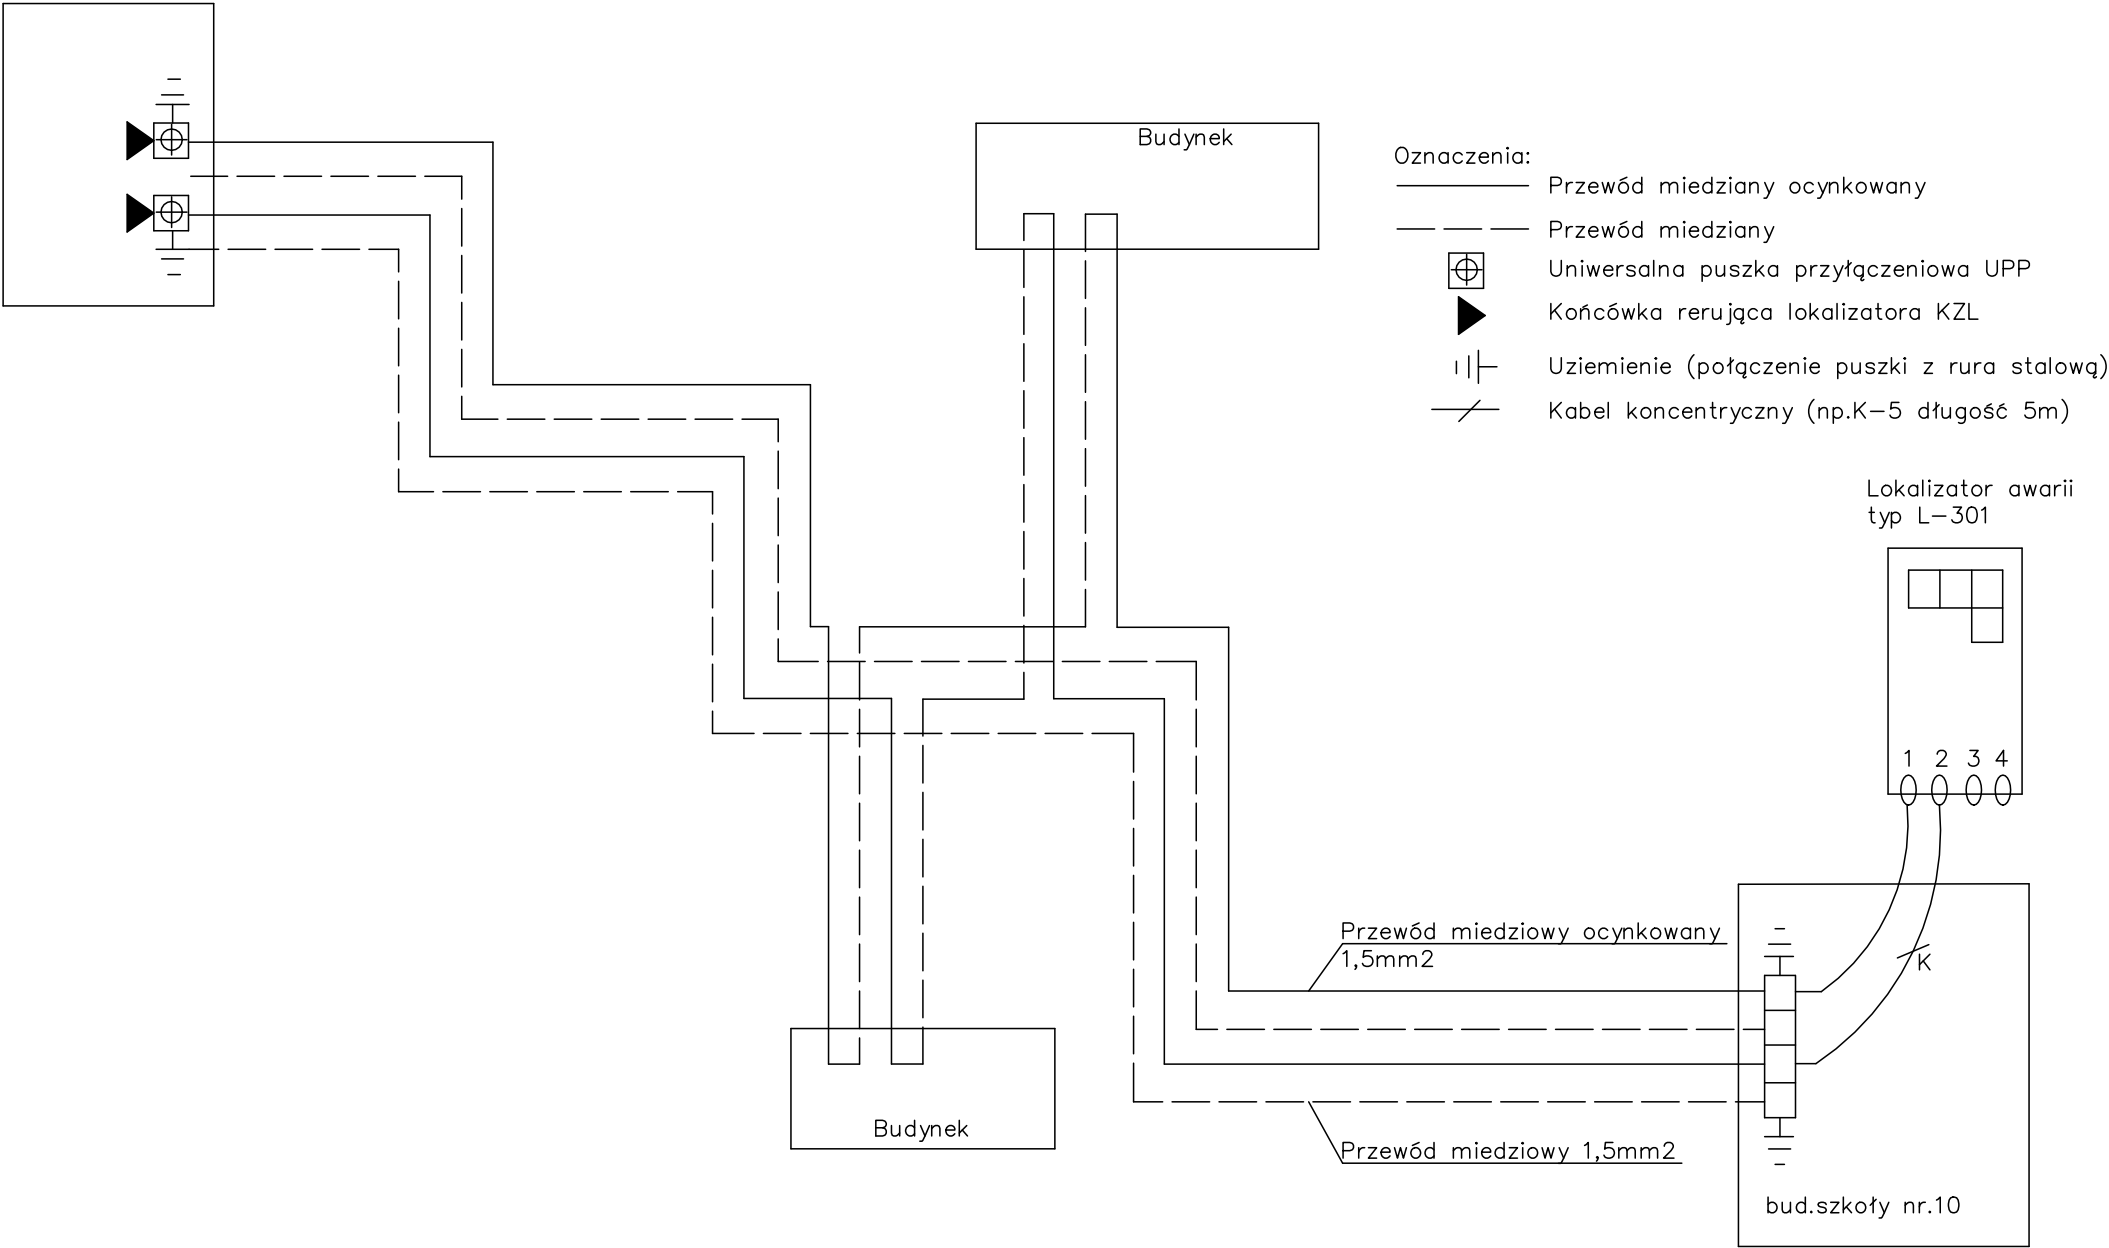 Budynek
Oznaczenia:
Przewód miedziany ocynkowany
Przewód miedziany
Uniwersalna puszka przyłączeniowa UPP
Końcówka rerująca lokalizatora KZL
Uziemienie (połączenie puszki z rura stalową)
Kabel koncentryczny (np.K-5 długość 5m)
Lokalizator awarii
typ L-301
1 2 3 4
Przewód miedziowy ocynkowany
1,5mm2
K
Budynek
Przewód miedziowy 1,5mm2
bud.szkoły nr.10